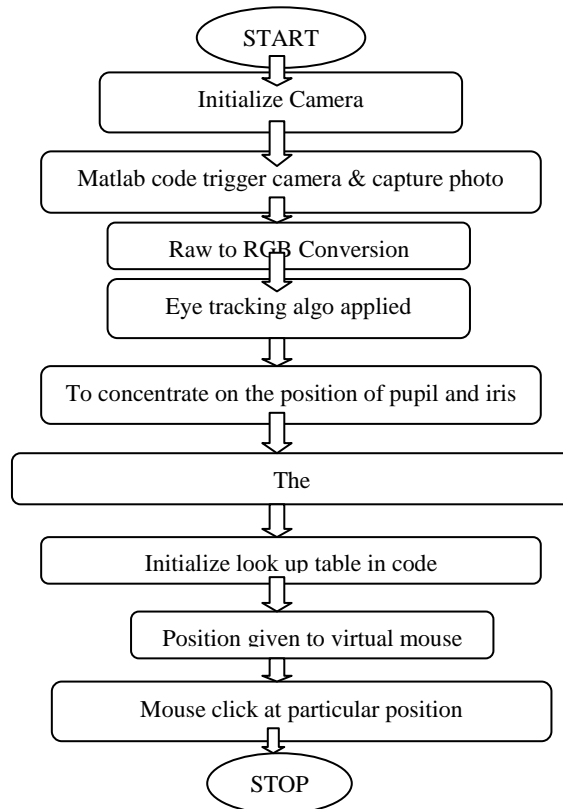 START
Initialize Camera
Matlab code trigger camera & capture photo
Raw to RGB Conversion
Eye tracking algo applied
To concentrate on the position of pupil and iris
The
Initialize look up table in code
Position given to virtual mouse
Mouse click at particular position
STOP